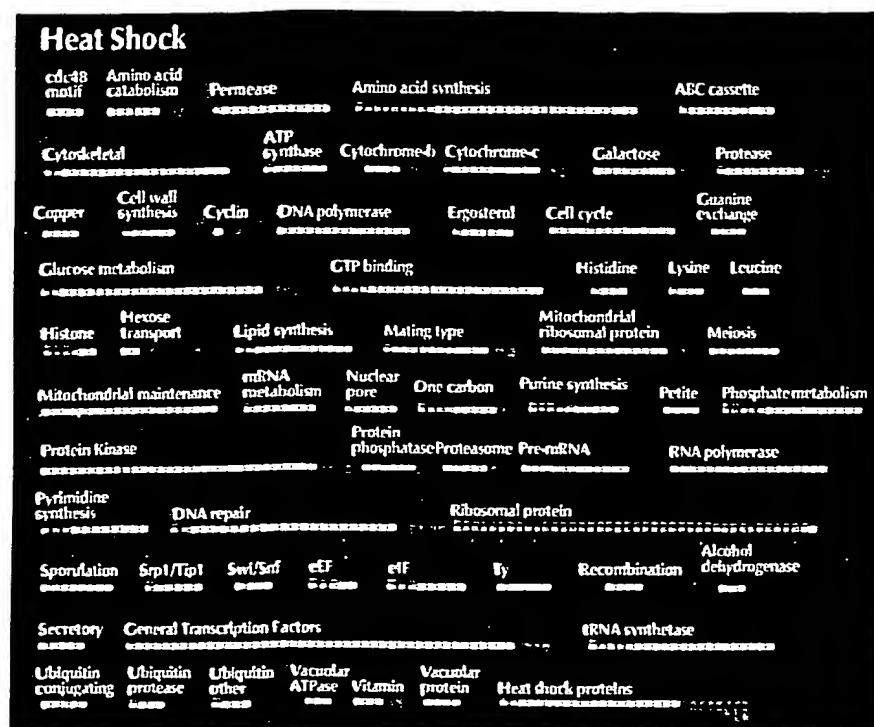 Heat Shock
cdc48 motif Amino acid catabolism Permease Amino acid synthesis ABC cassette
Cytoskeletal ATP synthase Cytochrome-b Cytochrome-c Galactose Protease
Copper Cell wall synthesis Cyclin DNA polymerase Ergosterol Cell cycle Guanine exchange
Glucose metabolism GTP binding Histidine Lysine Leucine
Histone Hexose transport Lipid synthesis Mating type Mitochondrial ribosomal protein Meiosis
Mitochondrial maintenance mRNA metabolism Nuclear pore One carbon Purine synthesis Petite Phosphate metabolism
Protein Kinase Protein phosphatase Proteasome Pre-mRNA RNA polymerase
Pyrimidine synthesis DNA repair Ribosomal protein
Sporulation Srp1/Tip1 Swi/Snf eEF eIF Ty Recombination Alcohol dehydrogenase
Secretory General Transcription Factors tRNA synthetase
Ubiquitin conjugating Ubiquitin protease Ubiquitin other Vacuolar ATPase Vitamin Vacuolar protein Heat shock proteins